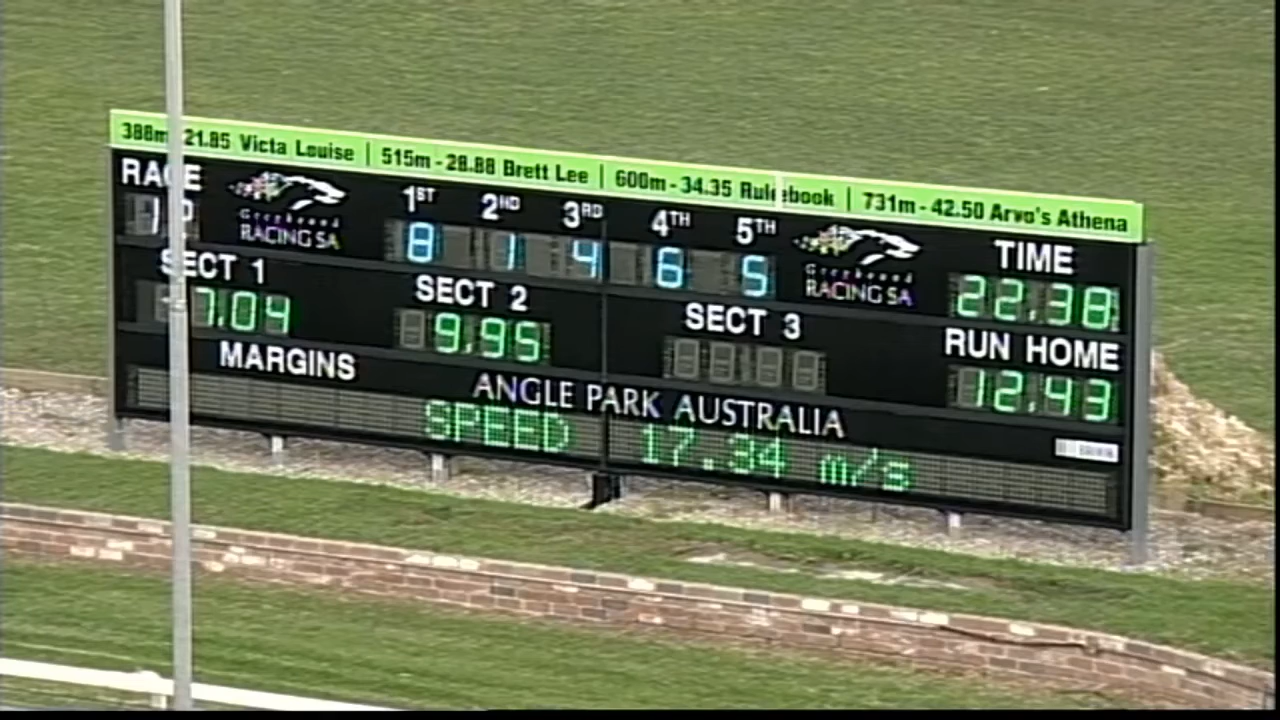 388m - 21.85 Victa Louise | 515m - 28.88 Brett Lee | 600m - 34.35 Rulebook | 731m - 42.50 Arvo's Athena
RACE 1ST 2ND 3RD 4TH 5TH TIME
Greyhound RACING SA 8 1 4 6 5 Greyhound RACING SA 22.38
SECT 1 SECT 2 SECT 3 RUN HOME
7.04 9.95 12.43
MARGINS ANGLE PARK AUSTRALIA
SPEED 17.34 m/s